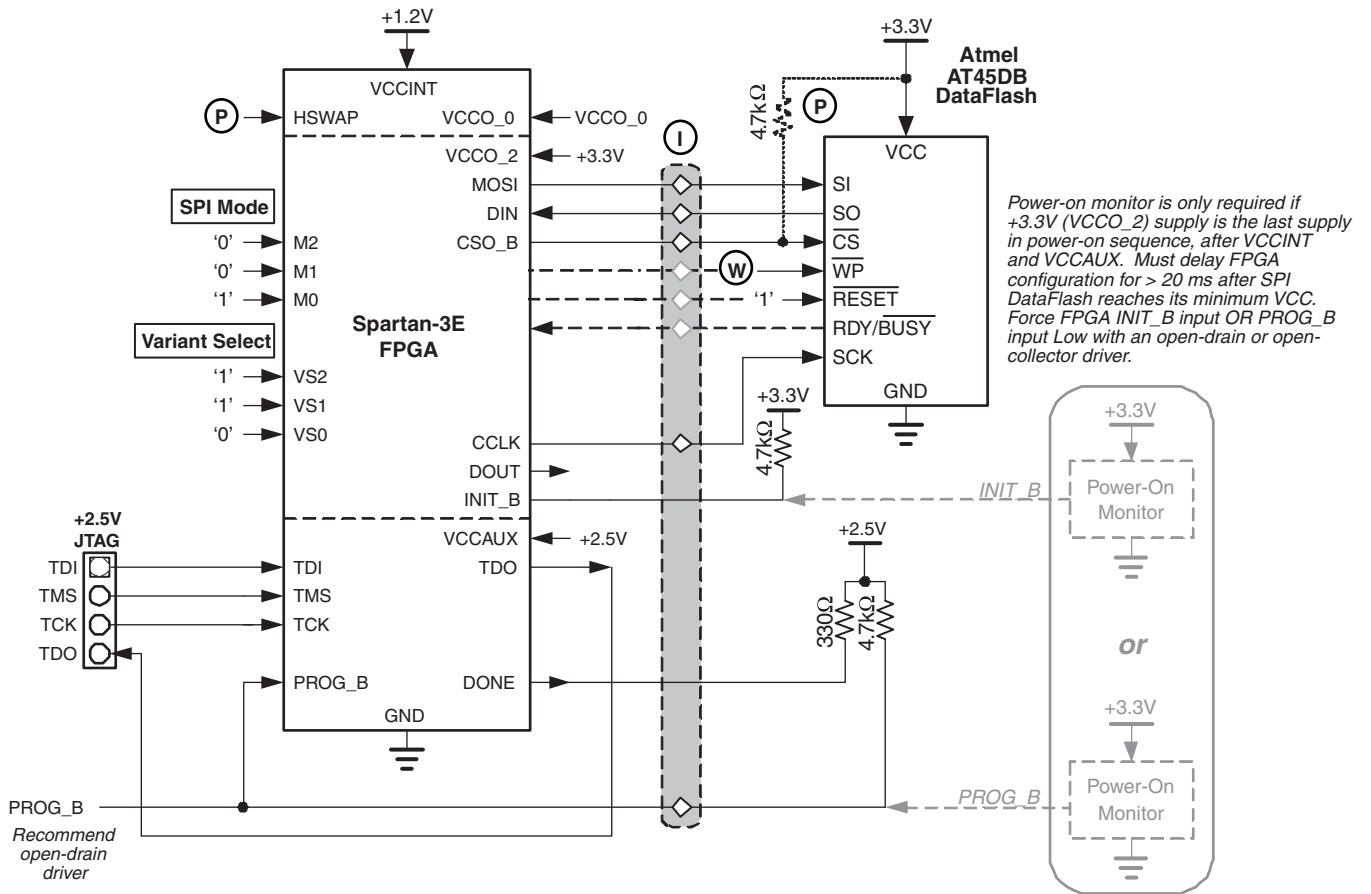 +1.2V
+3.3V
Atmel
AT45DB
DataFlash
VCCINT
P
HSWAP
VCCO_0
VCCO_0
I
4.7kΩ
P
VCC
VCCO_2
+3.3V
MOSI
SI
SPI Mode
DIN
SO
'0'
M2
CSO_B
CS
'0'
M1
W
WP
'1'
M0
'1'
RESET
Spartan-3E
FPGA
RDY/BUSY
Variant Select
SCK
'1'
VS2
'1'
VS1
'0'
VS0
GND
+3.3V
4.7kΩ
CCLK
DOUT
INIT_B
Power-on monitor is only required if
+3.3V (VCCO_2) supply is the last supply
in power-on sequence, after VCCINT
and VCCAUX. Must delay FPGA
configuration for > 20 ms after SPI
DataFlash reaches its minimum VCC.
Force FPGA INIT_B input OR PROG_B
input Low with an open-drain or open-
collector driver.
+3.3V
INIT_B
Power-On
Monitor
+2.5V
JTAG
VCCAUX
+2.5V
+2.5V
TDI
TDI
TDO
TMS
TMS
TCK
TCK
TDO
330Ω
4.7kΩ
or
PROG_B
DONE
GND
+3.3V
PROG_B
PROG_B
Power-On
Monitor
Recommend
open-drain
driver